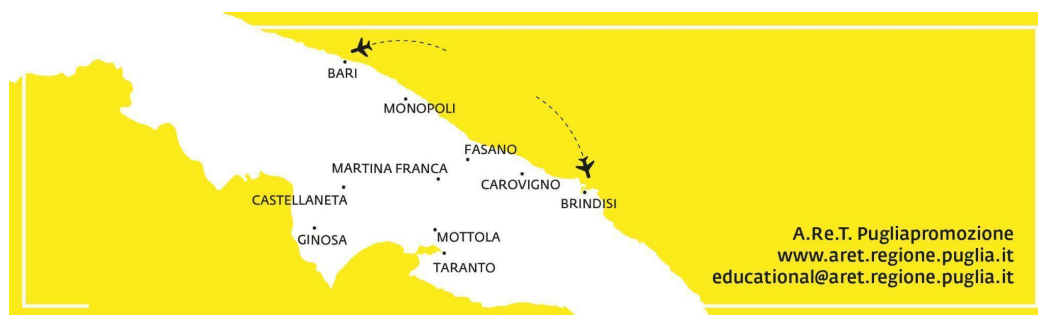 BARI
MONOPOLI
FASANO
MARTINA FRANCA
CAROVIGNO
CASTELLANETA
BRINDISI
GINOSA
MOTTOLA
TARANTO
A.Re.T. Pugliapromozione
www.aret.regione.puglia.it
educational@aret.regione.puglia.it